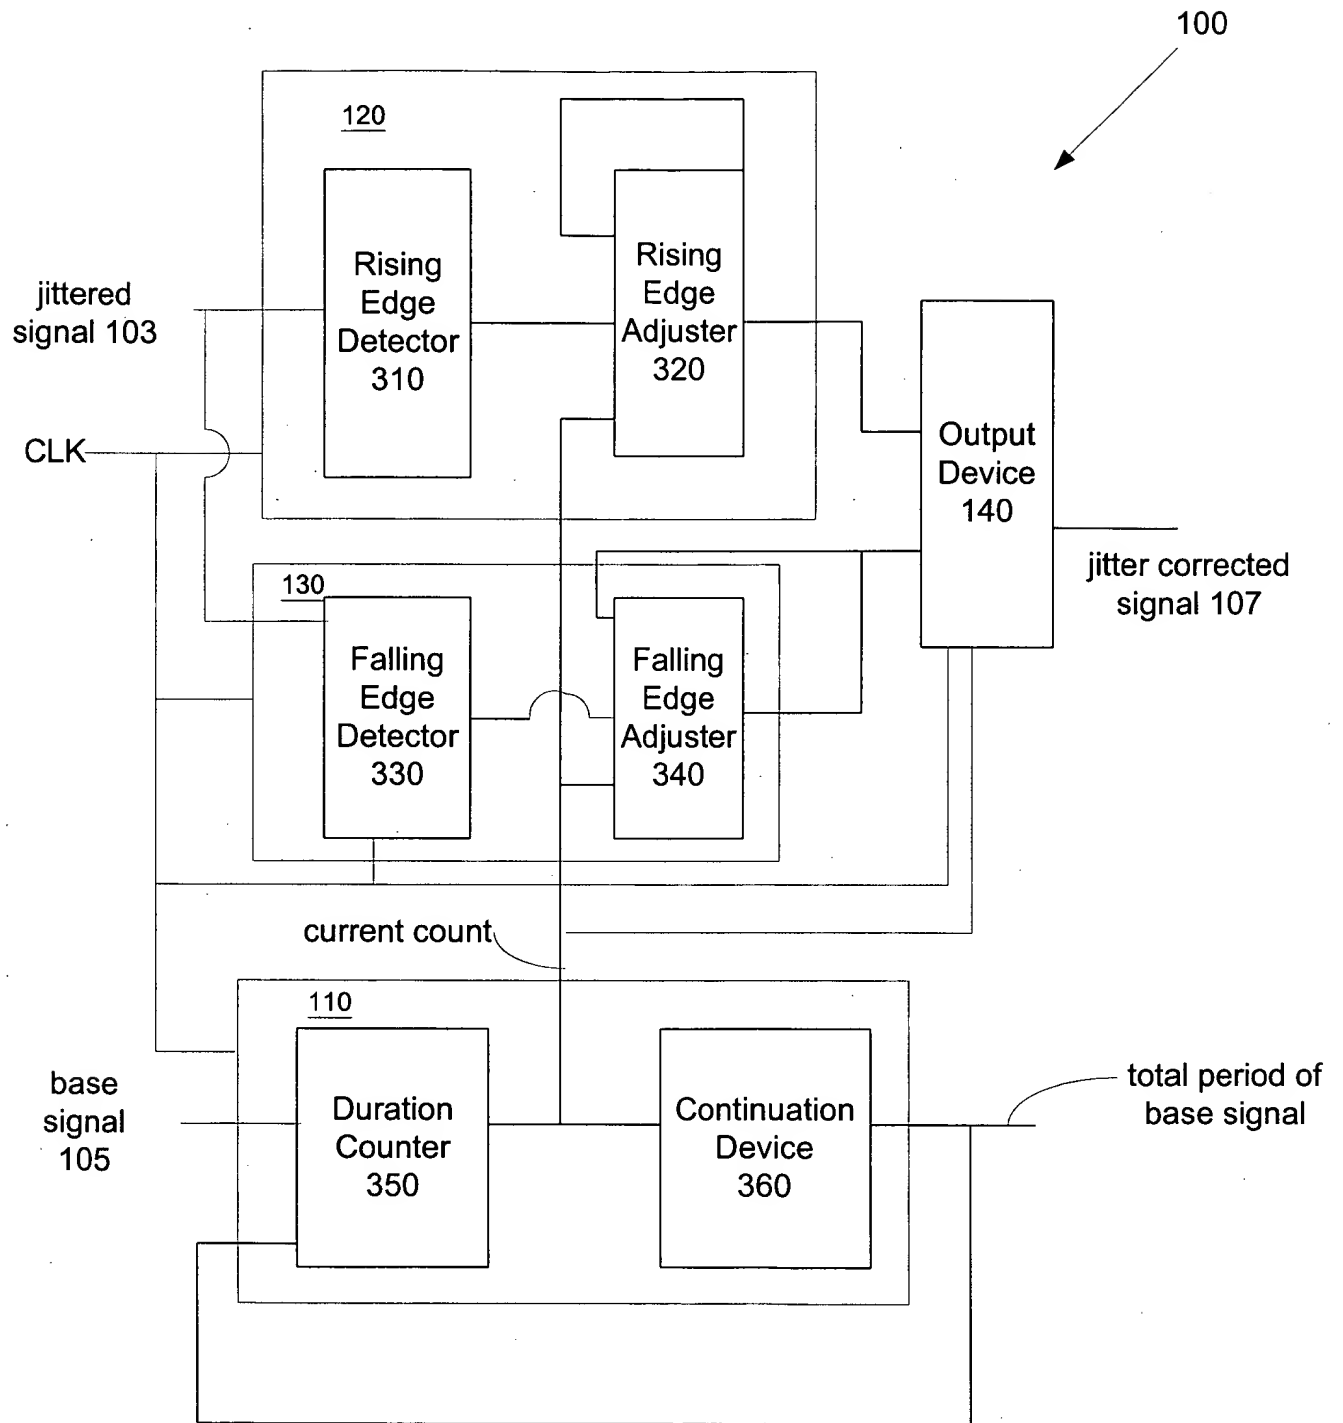 100
120
Rising
Edge
Detector
310
Rising
Edge
Adjuster
320
jittered
signal 103
CLK
Output
Device
140
jitter corrected
signal 107
130
Falling
Edge
Detector
330
Falling
Edge
Adjuster
340
current count
110
base
signal
105
Duration
Counter
350
Continuation
Device
360
total period of
base signal